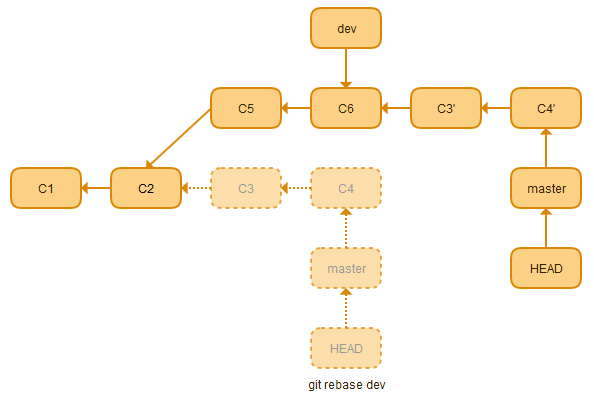 dev
C5
C6
C3'
C4'
C1
C2
C3
C4
master
master
HEAD
HEAD
git rebase dev